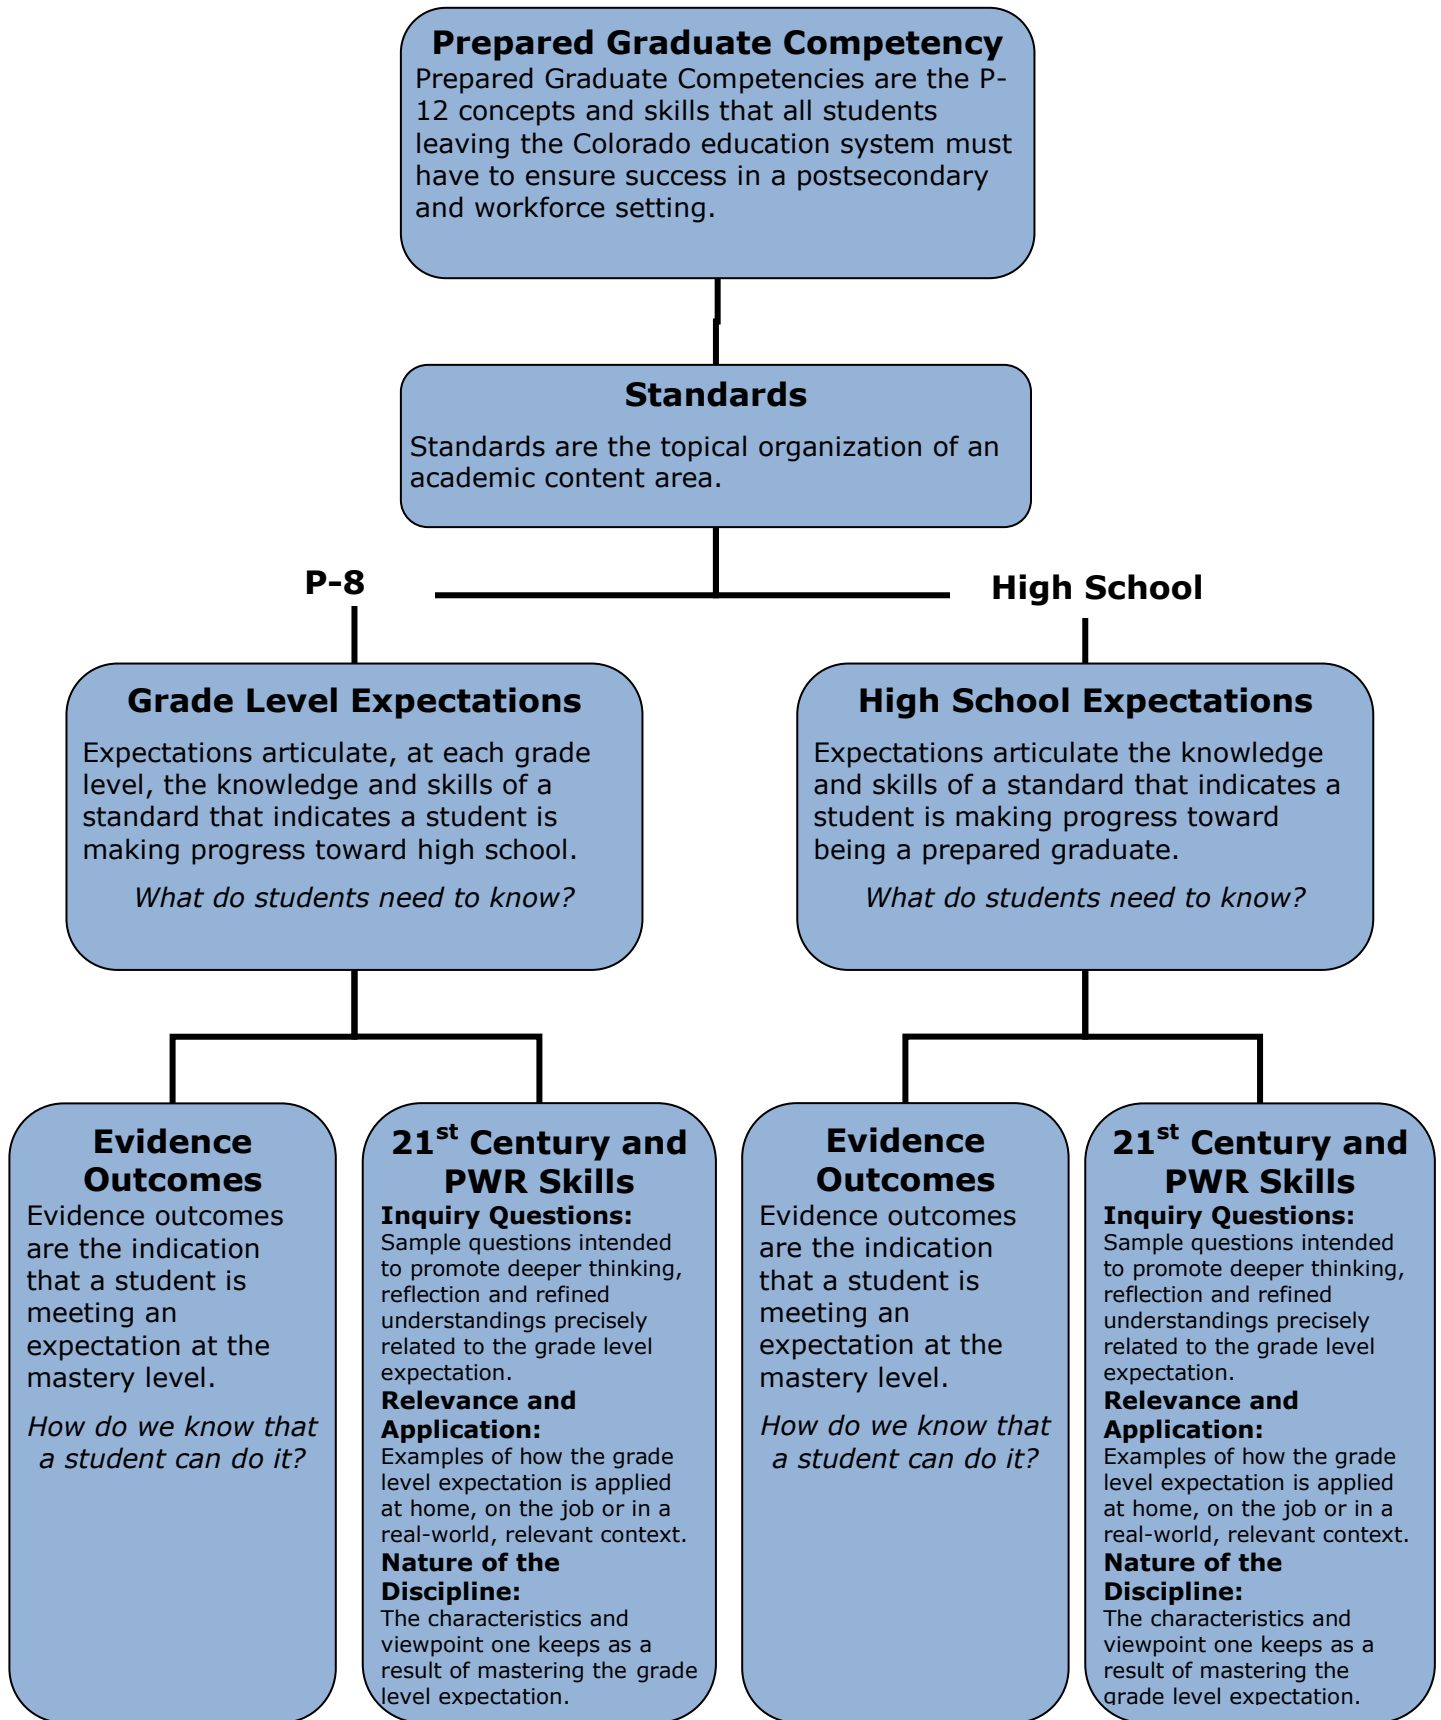 Prepared Graduate Competency
Prepared Graduate Competencies are the P-
12 concepts and skills that all students
leaving the Colorado education system must
have to ensure success in a postsecondary
and workforce setting.
Standards
Standards are the topical organization of an
academic content area.
P-8
High School
Grade Level Expectations
Expectations articulate, at each grade
level, the knowledge and skills of a
standard that indicates a student is
making progress toward high school.
What do students need to know?
High School Expectations
Expectations articulate the knowledge
and skills of a standard that indicates a
student is making progress toward
being a prepared graduate.
What do students need to know?
Evidence
Outcomes
Evidence outcomes
are the indication
that a student is
meeting an
expectation at the
mastery level.
How do we know that
a student can do it?
21st Century and
PWR Skills
Inquiry Questions:
Sample questions intended
to promote deeper thinking,
reflection and refined
understandings precisely
related to the grade level
expectation.
Relevance and
Application:
Examples of how the grade
level expectation is applied
at home, on the job or in a
real-world, relevant context.
Nature of the
Discipline:
The characteristics and
viewpoint one keeps as a
result of mastering the grade
level expectation.
Evidence
Outcomes
Evidence outcomes
are the indication
that a student is
meeting an
expectation at the
mastery level.
How do we know that
a student can do it?
21st Century and
PWR Skills
Inquiry Questions:
Sample questions intended
to promote deeper thinking,
reflection and refined
understandings precisely
related to the grade level
expectation.
Relevance and
Application:
Examples of how the grade
level expectation is applied
at home, on the job or in a
real-world, relevant context.
Nature of the
Discipline:
The characteristics and
viewpoint one keeps as a
result of mastering the
grade level expectation.